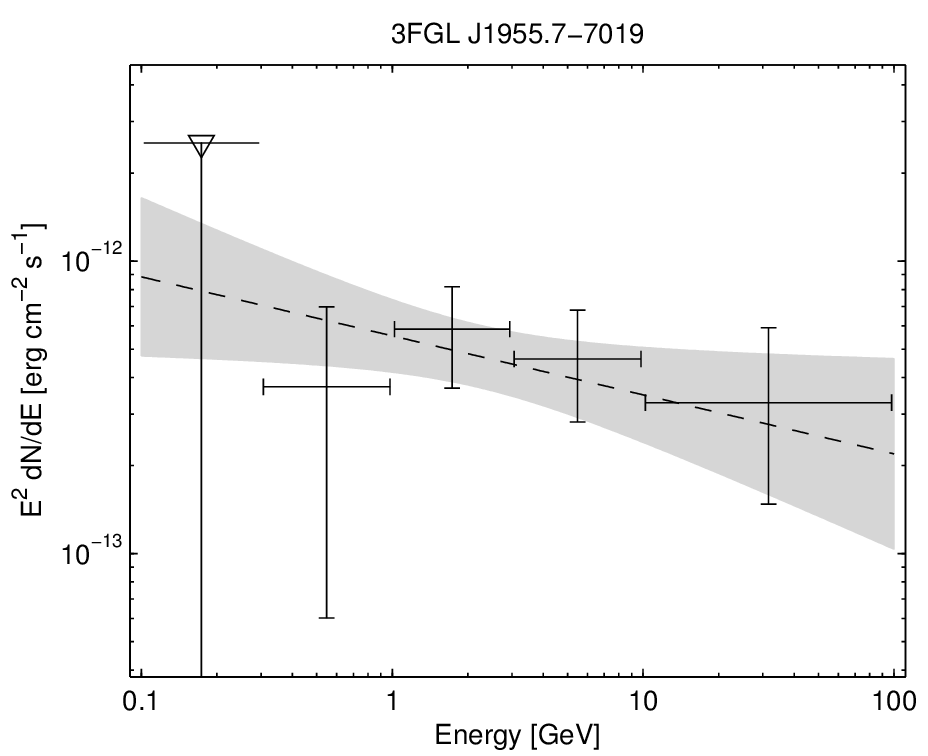 3FGL J1955.7−7019
E² dN/dE [erg cm⁻² s⁻¹]
10⁻¹²
10⁻¹³
0.1 1 10 100
Energy [GeV]